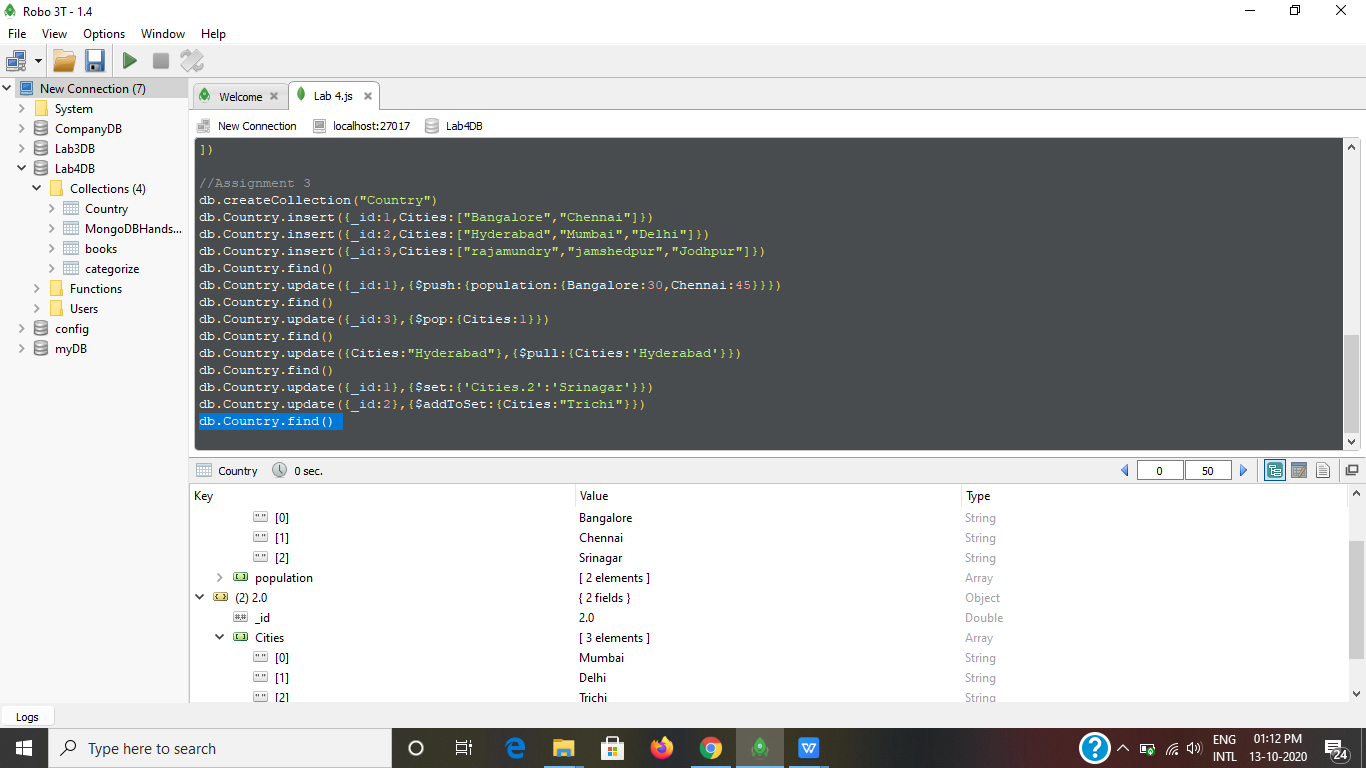 Robo 3T - 1.4
File View Options Window Help
New Connection (7)
System
CompanyDB
Lab3DB
Lab4DB
Collections (4)
Country
MongoDBHands...
books
categorize
Functions
Users
config
myDB
Welcome
Lab 4.js
New Connection localhost:27017 Lab4DB
])
//Assignment 3
db.createCollection("Country")
db.Country.insert({_id:1,Cities:["Bangalore","Chennai"]})
db.Country.insert({_id:2,Cities:["Hyderabad","Mumbai","Delhi"]})
db.Country.insert({_id:3,Cities:["rajamundry","jamshedpur","Jodhpur"]})
db.Country.find()
db.Country.update({_id:1},{$push:{population:{Bangalore:30,Chennai:45}}})
db.Country.find()
db.Country.update({_id:3},{$pop:{Cities:1}})
db.Country.find()
db.Country.update({Cities:"Hyderabad"},{$pull:{Cities:'Hyderabad'}})
db.Country.find()
db.Country.update({_id:1},{$set:{'Cities.2':'Srinagar'}})
db.Country.update({_id:2},{$addToSet:{Cities:"Trichi"}})
db.Country.find()
Country 0 sec. 0 50
Key Value Type
[0] Bangalore String
[1] Chennai String
[2] Srinagar String
population [ 2 elements ] Array
(2) 2.0 { 2 fields } Object
_id 2.0 Double
Cities [ 3 elements ] Array
[0] Mumbai String
[1] Delhi String
[2] Trichi String
Logs
Type here to search
ENG
INTL
01:12 PM
13-10-2020
24